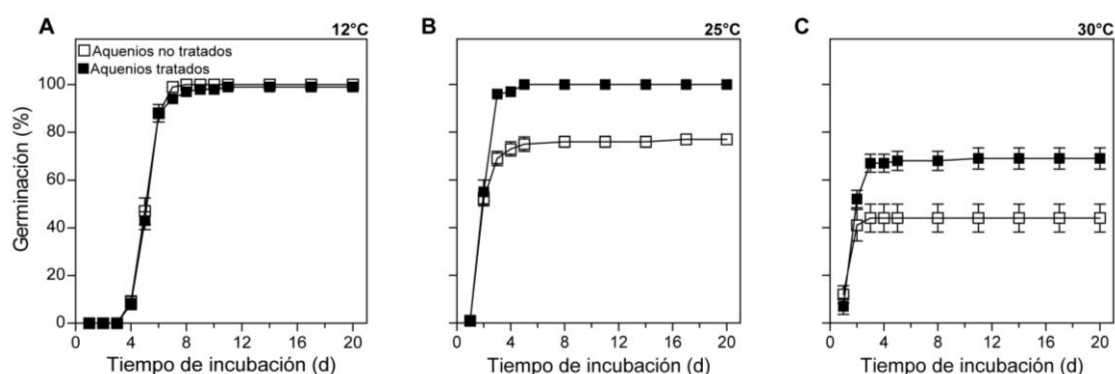 A
12°C
B
25°C
C
30°C
Aquenios no tratados
Aquenios tratados
Germinación (%)
100
80
60
40
20
0
0 4 8 12 16 20
0 4 8 12 16 20
0 4 8 12 16 20
Tiempo de incubación (d)
Tiempo de incubación (d)
Tiempo de incubación (d)